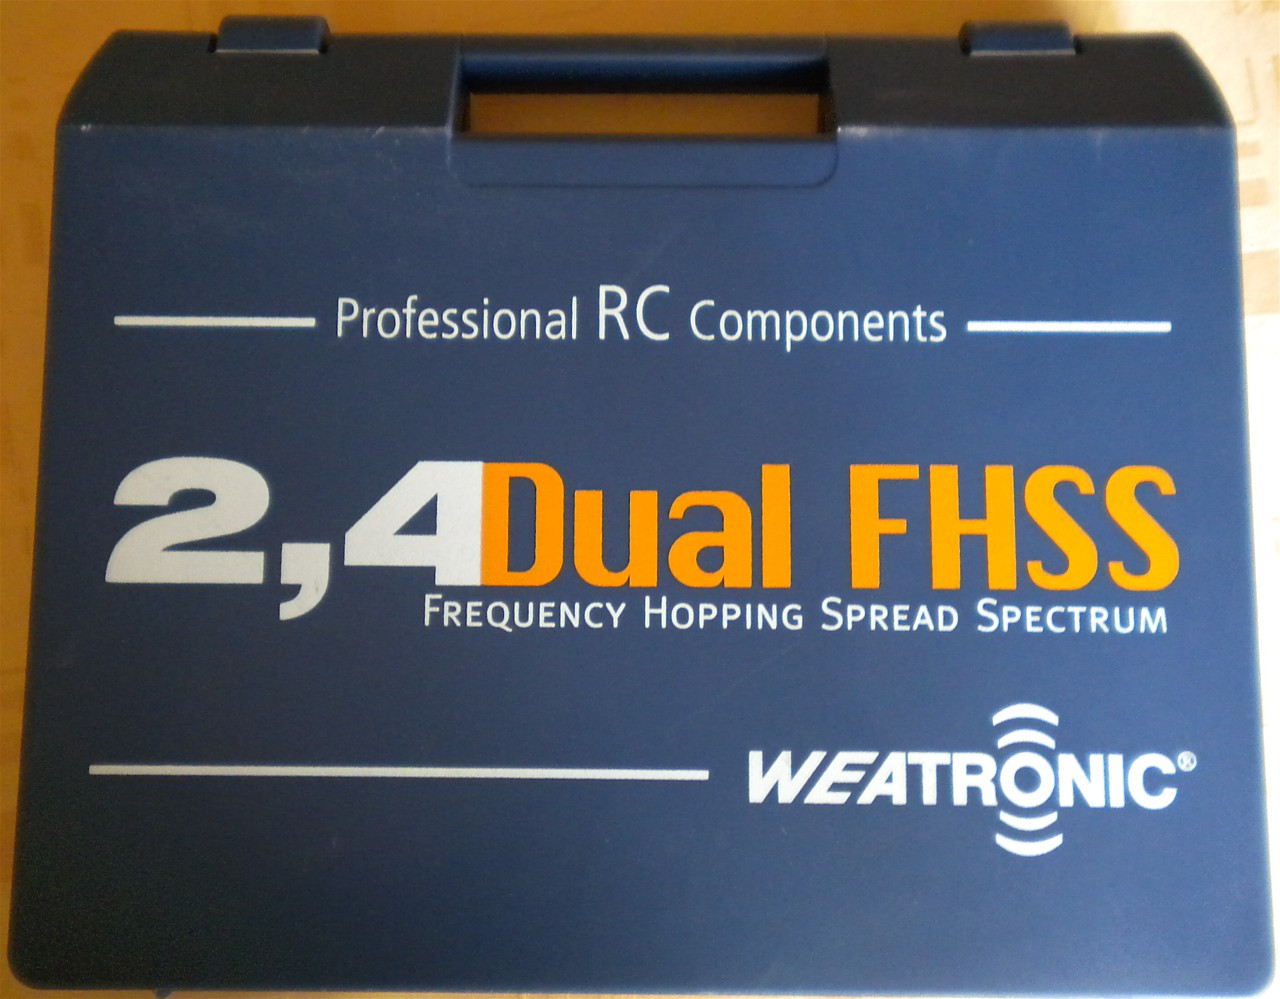 Professional RC Components
2,4Dual FHSS
FREQUENCY HOPPING SPREAD SPECTRUM
WEATRONIC®